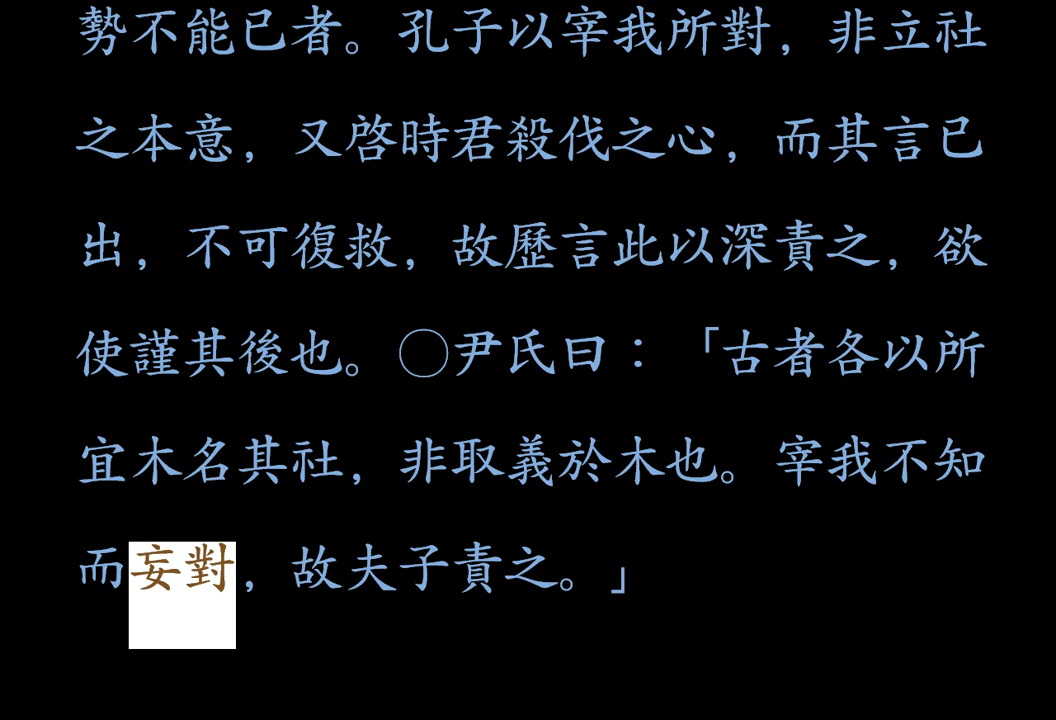 勢不能已者。孔子以宰我所對，非立社
之本意，又啓時君殺伐之心，而其言已
出，不可復救，故歷言此以深責之，欲
使謹其後也。◯尹氏曰：「古者各以所
宜木名其社，非取義於木也。宰我不知
而妄對，故夫子責之。」